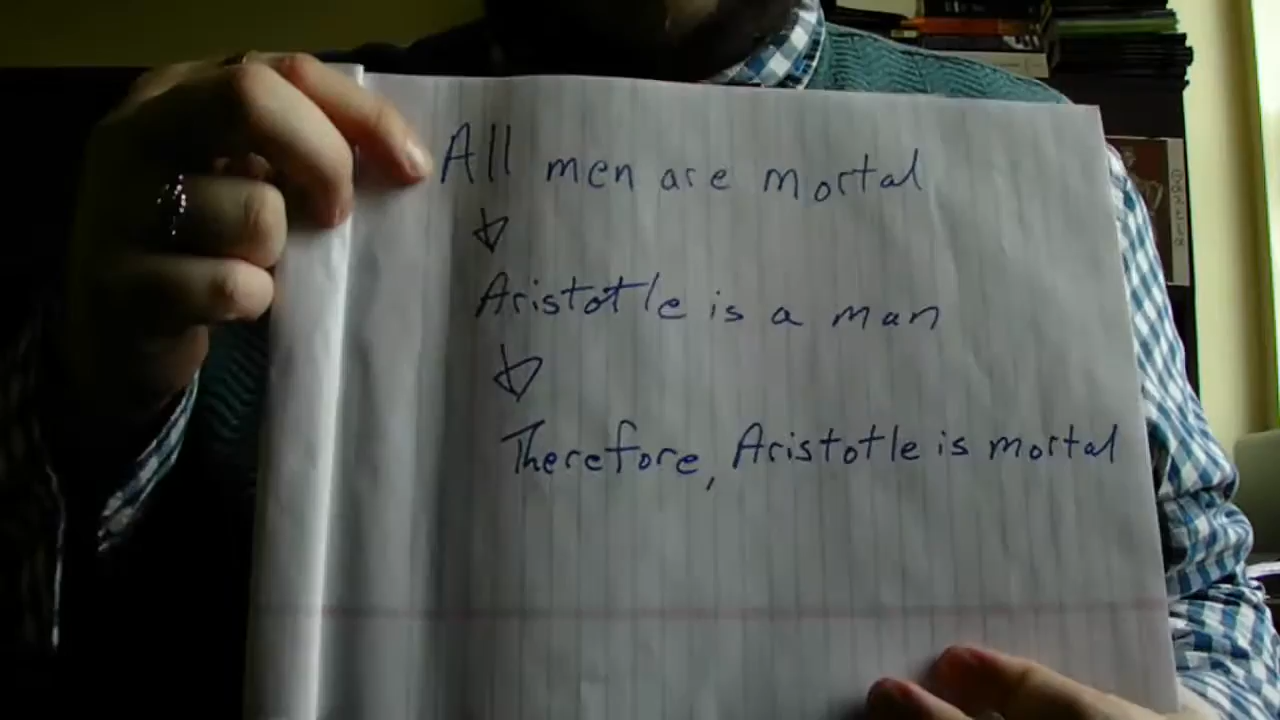 All men are mortal
Aristotle is a man
Therefore, Aristotle is mortal